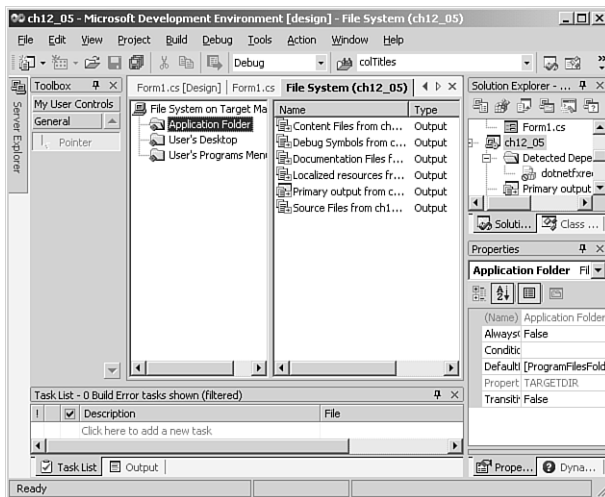 ch12_05 - Microsoft Development Environment [design] - File System (ch12_05)
File Edit View Project Build Debug Tools Action Window Help
Debug colTitles
Server Explorer
Toolbox
My User Controls
General
Pointer
Form1.cs [Design] Form1.cs File System (ch12_05)
File System on Target Ma
Application Folder
User's Desktop
User's Programs Menu
Name Type
Content Files from ch... Output
Debug Symbols from c... Output
Documentation Files f... Output
Localized resources fr... Output
Primary output from c... Output
Source Files from ch1... Output
Solution Explorer - ...
Form1.cs
ch12_05
Detected Depe
dotnetfxre
Primary output
Soluti... Class ...
Properties
Application Folder Fil
(Name) Application Folder
Always( False
Conditic
Defaultl [ProgramFilesFold
Propert TARGETDIR
Transiti False
Prope... Dyna...
Task List - 0 Build Error tasks shown (filtered)
! Description File
Click here to add a new task
Task List Output
Ready